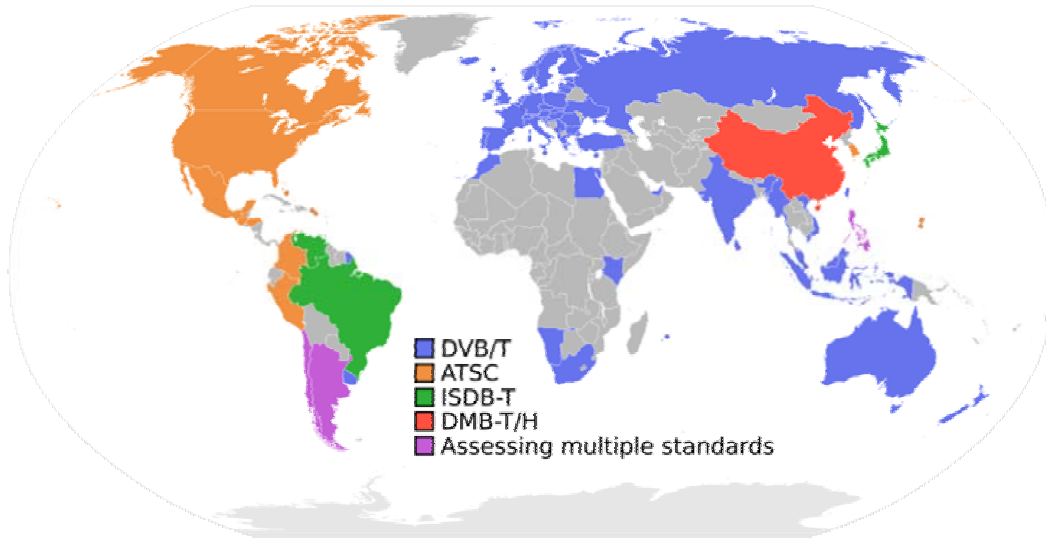 DVB/T
ATSC
ISDB-T
DMB-T/H
Assessing multiple standards